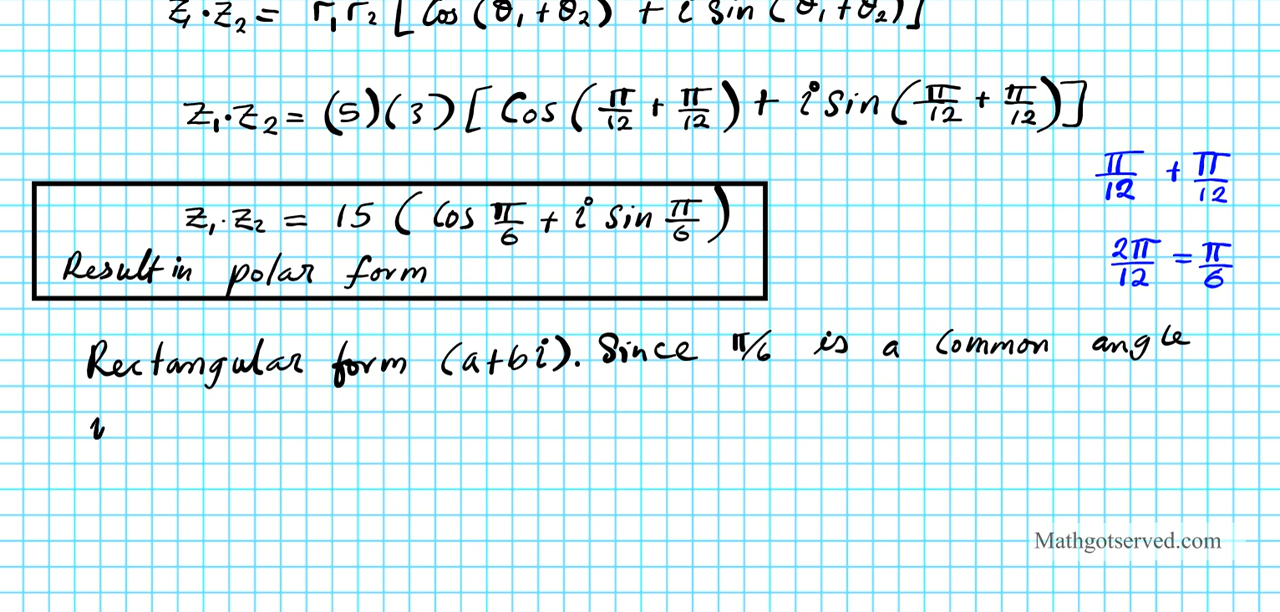 z₁·z₂ = r₁r₂ [Cos (θ₁+θ₂) + i sin (θ₁+θ₂)]
z₁·z₂ = (5)(3) [ Cos (π/12 + π/12) + i sin (π/12 + π/12) ]
π/12 + π/12
z₁·z₂ = 15 ( Cos π/6 + i sin π/6 )
2π/12 = π/6
Result in polar form
Rectangular form (a+bi). Since π/6 is a common angle
Mathgotserved.com